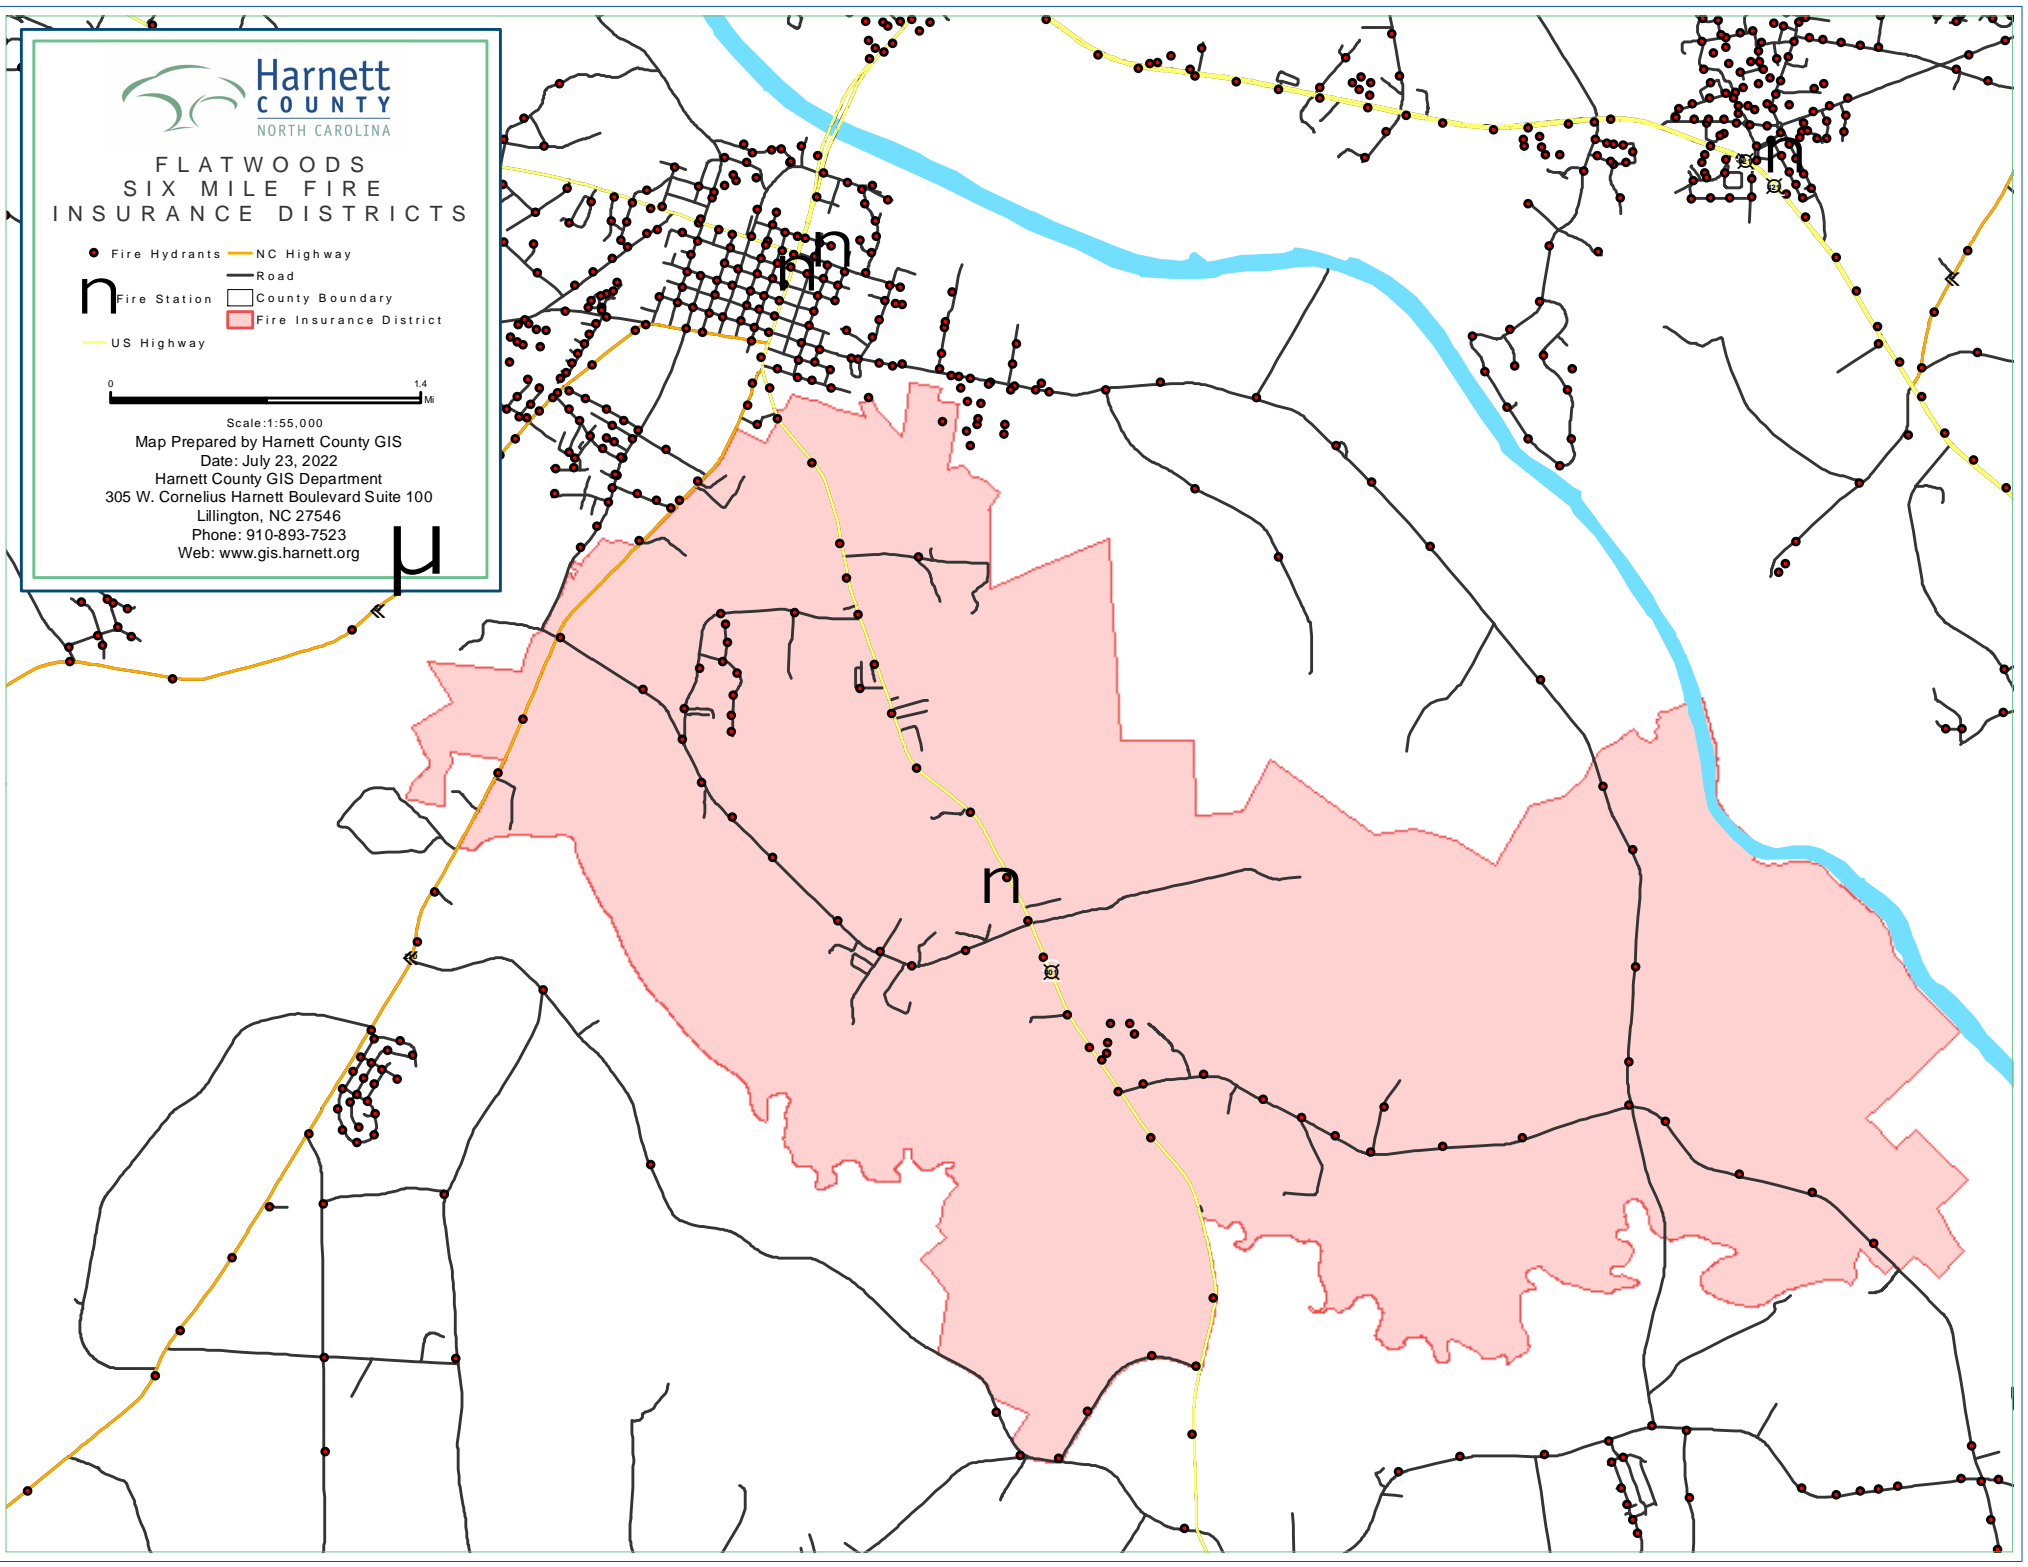 Harnett
COUNTY
NORTH CAROLINA
FLATWOODS
SIX MILE FIRE
INSURANCE DISTRICTS
Fire Hydrants
NC Highway
Road
n Fire Station
County Boundary
Fire Insurance District
US Highway
0 1.4
Mi
Scale:1:55,000
Map Prepared by Harnett County GIS
Date: July 23, 2022
Harnett County GIS Department
305 W. Cornelius Harnett Boulevard Suite 100
Lillington, NC 27546
Phone: 910-893-7523
Web: www.gis.harnett.org
µ
n
n
n
n